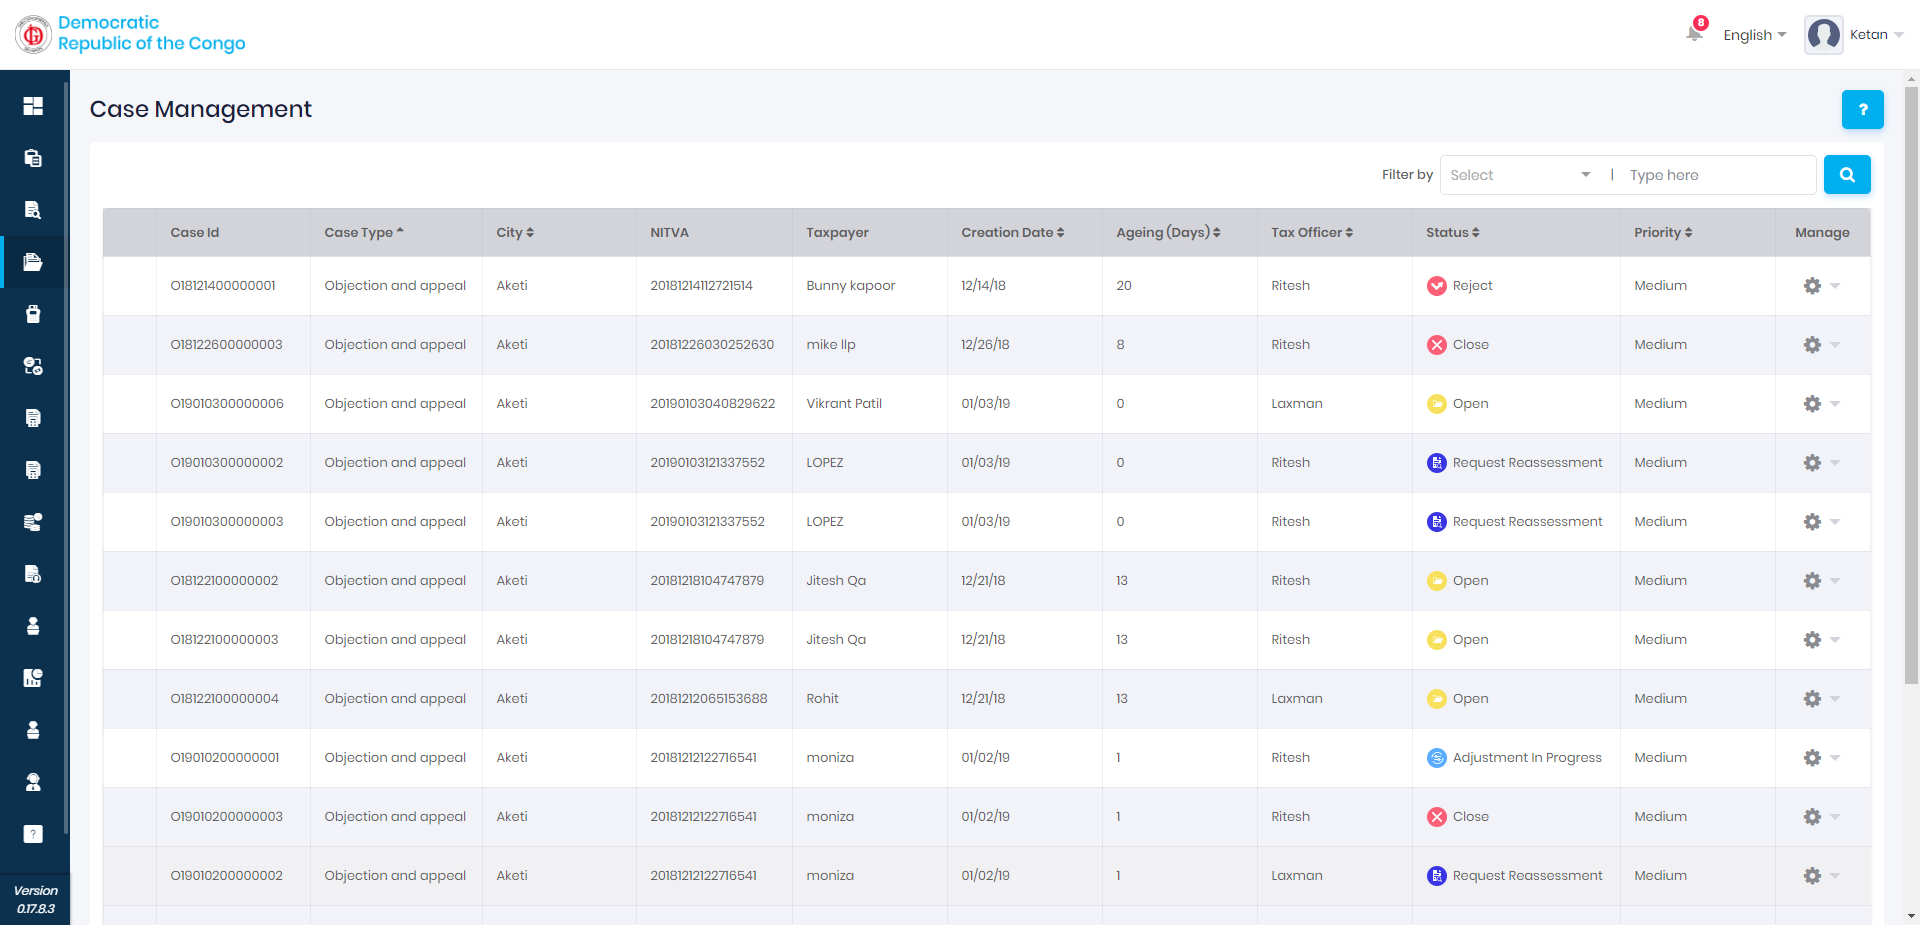 Democratic
Republic of the Congo
8
English
Ketan
Case Management
?
Filter by Select | Type here
Case Id Case Type City NITVA Taxpayer Creation Date Ageing (Days) Tax Officer Status Priority Manage
O18121400000001 Objection and appeal Aketi 20181214112721514 Bunny kapoor 12/14/18 20 Ritesh Reject Medium
O18122600000003 Objection and appeal Aketi 20181226030252630 mike llp 12/26/18 8 Ritesh Close Medium
O19010300000006 Objection and appeal Aketi 20190103040829622 Vikrant Patil 01/03/19 0 Laxman Open Medium
O19010300000002 Objection and appeal Aketi 20190103121337552 LOPEZ 01/03/19 0 Ritesh Request Reassessment Medium
O19010300000003 Objection and appeal Aketi 20190103121337552 LOPEZ 01/03/19 0 Ritesh Request Reassessment Medium
O18122100000002 Objection and appeal Aketi 20181218104747879 Jitesh Qa 12/21/18 13 Ritesh Open Medium
O18122100000003 Objection and appeal Aketi 20181218104747879 Jitesh Qa 12/21/18 13 Ritesh Open Medium
O18122100000004 Objection and appeal Aketi 20181212065153688 Rohit 12/21/18 13 Laxman Open Medium
O19010200000001 Objection and appeal Aketi 20181212122716541 moniza 01/02/19 1 Ritesh Adjustment In Progress Medium
O19010200000003 Objection and appeal Aketi 20181212122716541 moniza 01/02/19 1 Ritesh Close Medium
O19010200000002 Objection and appeal Aketi 20181212122716541 moniza 01/02/19 1 Laxman Request Reassessment Medium
?
Version
0.17.8.3